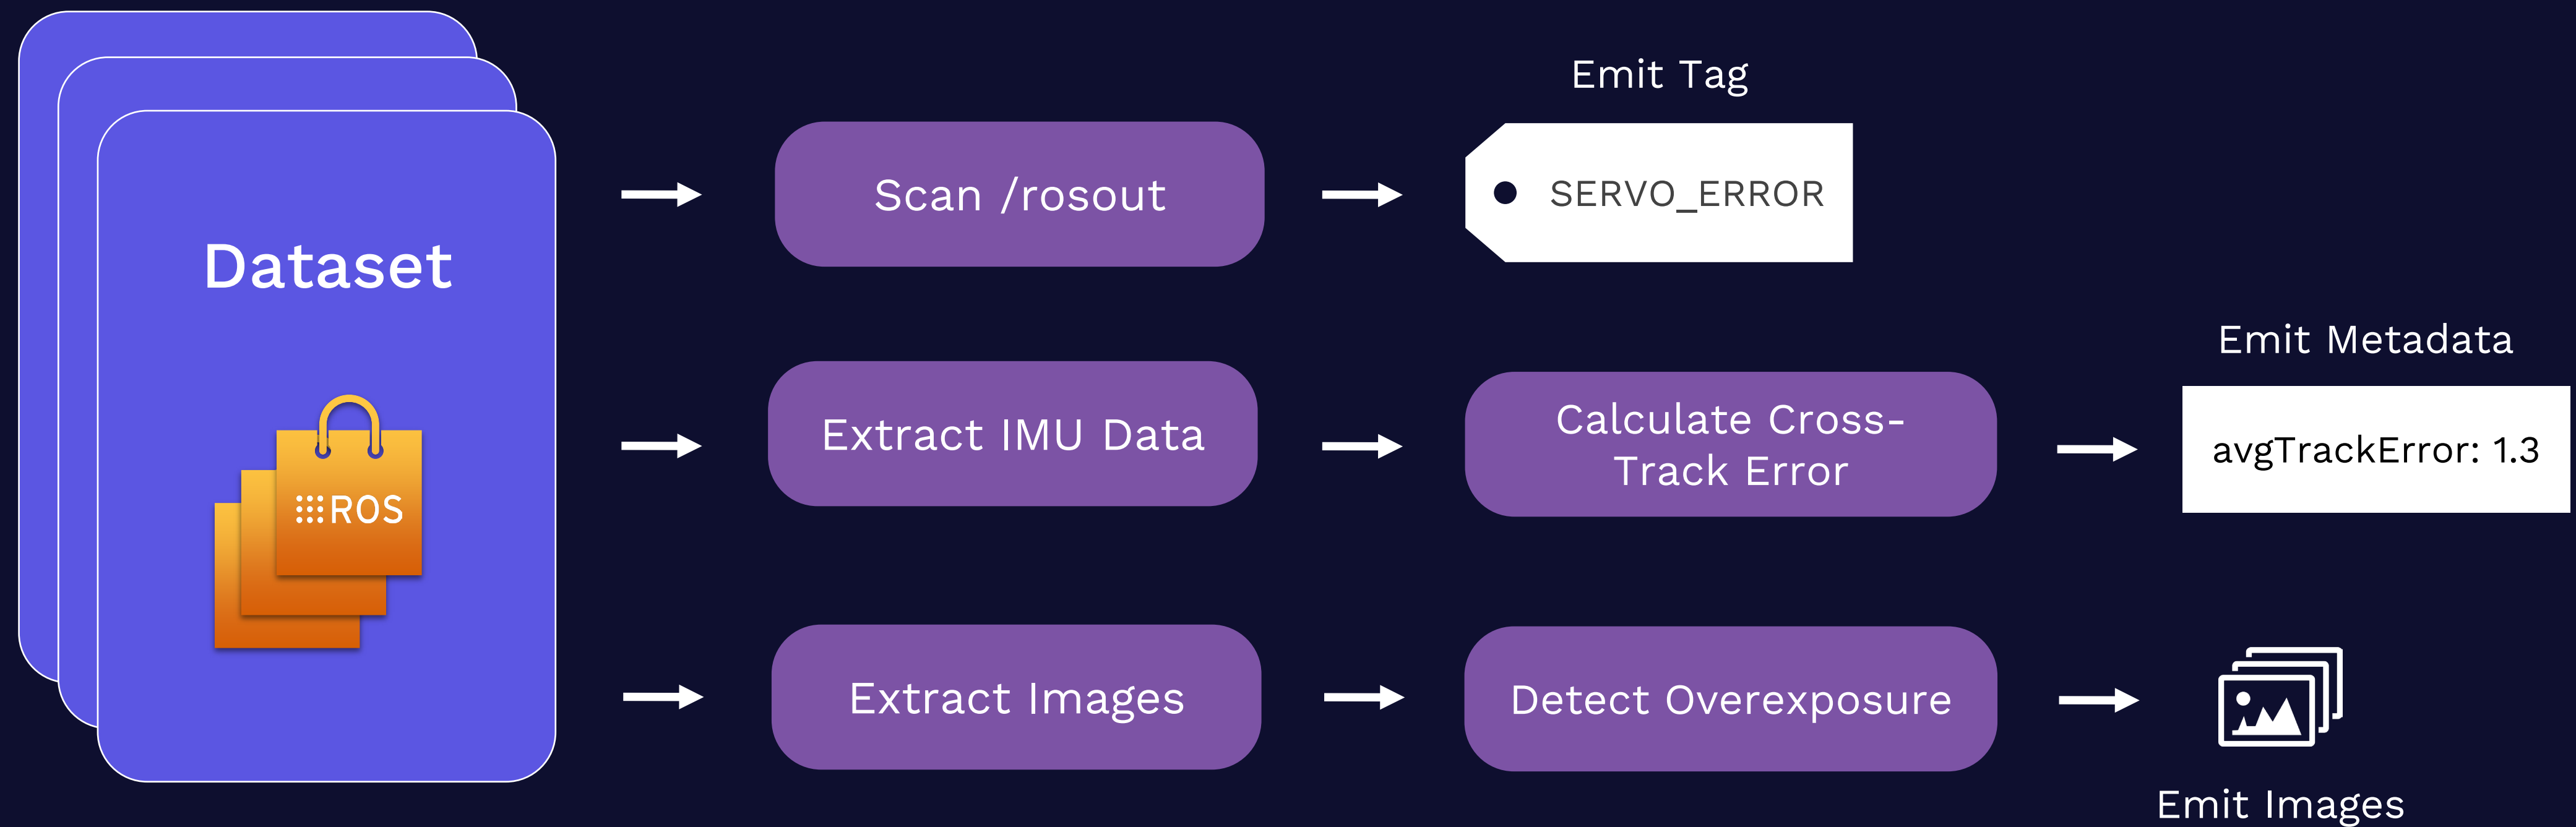 Dataset
ROS
Scan /rosout
Emit Tag
SERVO_ERROR
Extract IMU Data
Calculate Cross-
Track Error
Emit Metadata
avgTrackError: 1.3
Extract Images
Detect Overexposure
Emit Images